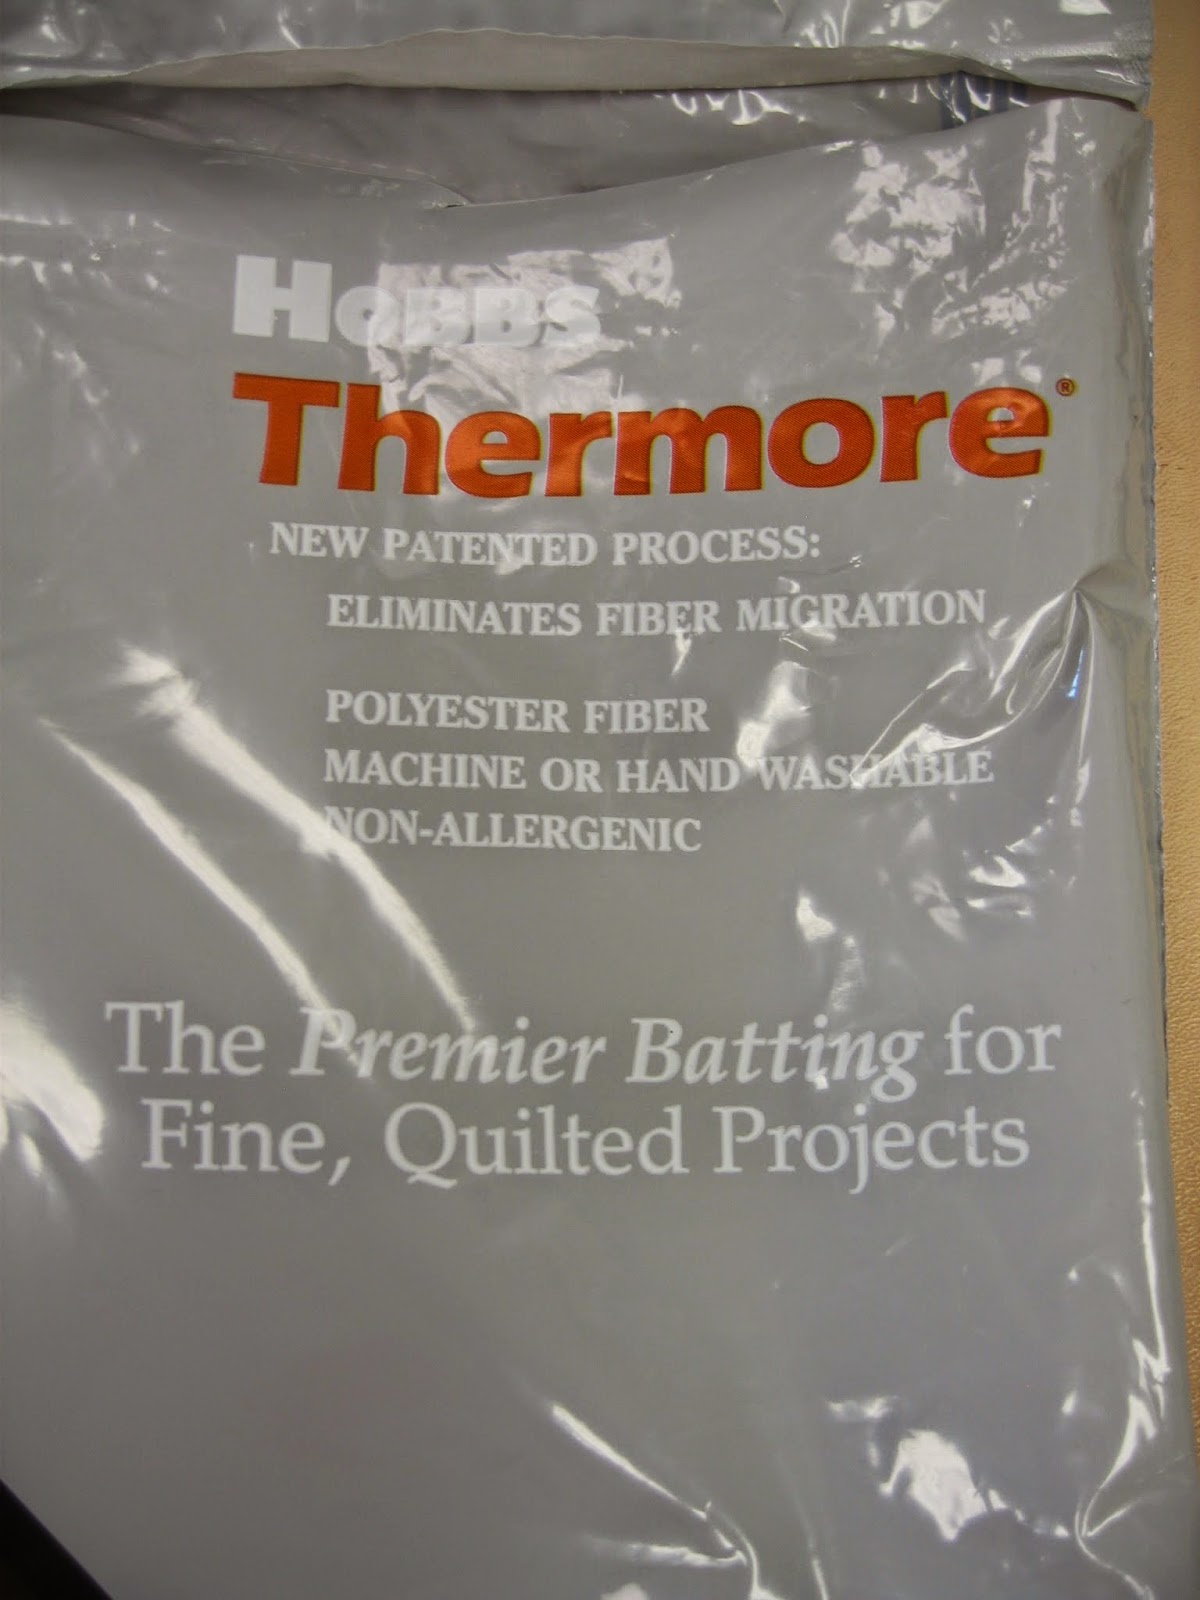 HOBBS
Thermore®
NEW PATENTED PROCESS:
ELIMINATES FIBER MIGRATION
POLYESTER FIBER
MACHINE OR HAND WASHABLE
NON-ALLERGENIC
The Premier Batting for
Fine, Quilted Projects